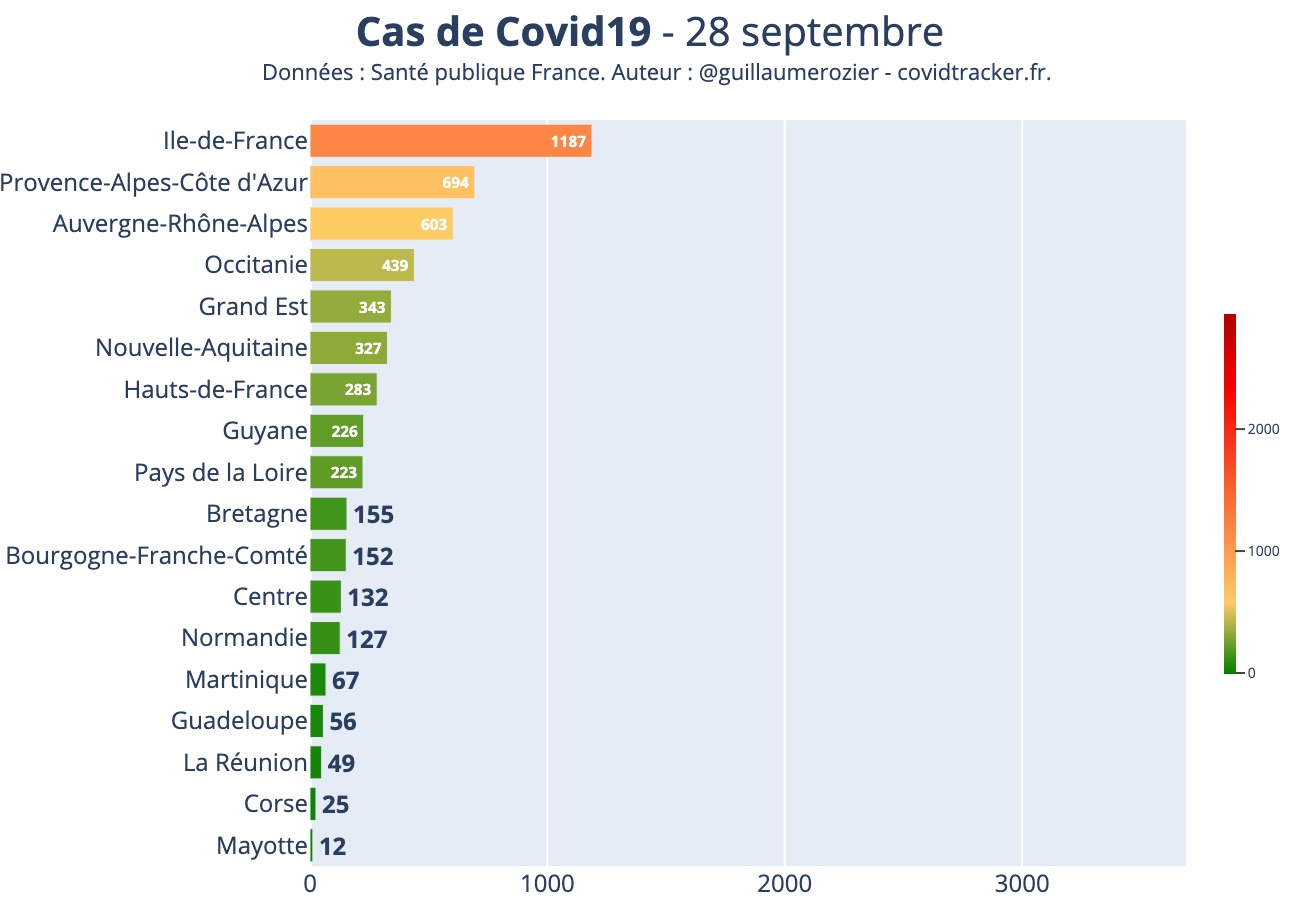 Cas de Covid19 - 28 septembre
Données : Santé publique France. Auteur : @guillaumerozier - covidtracker.fr.
Ile-de-France 1187
Provence-Alpes-Côte d'Azur 694
Auvergne-Rhône-Alpes 603
Occitanie 439
Grand Est 343
Nouvelle-Aquitaine 327
Hauts-de-France 283
Guyane 226
Pays de la Loire 223
Bretagne 155
Bourgogne-Franche-Comté 152
Centre 132
Normandie 127
Martinique 67
Guadeloupe 56
La Réunion 49
Corse 25
Mayotte 12
0 1000 2000 3000
2000
1000
0